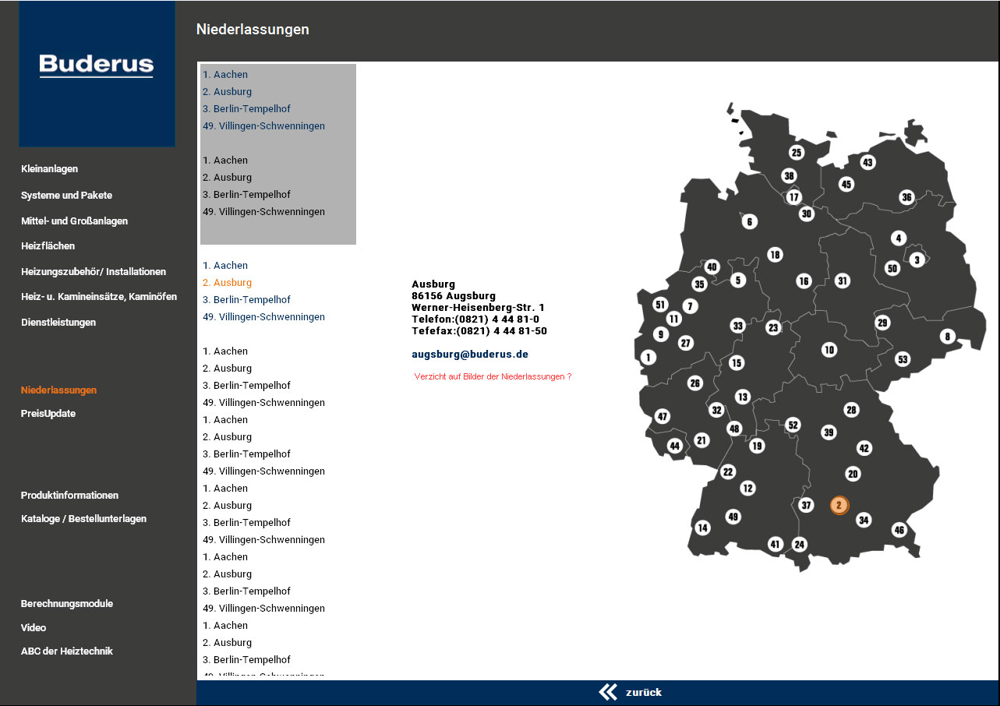 Niederlassungen
Buderus
Kleinanlagen
Systeme und Pakete
Mittel- und Großanlagen
Heizflächen
Heizungszubehör/ Installationen
Heiz- u. Kamineinsätze, Kaminöfen
Dienstleistungen
Niederlassungen
PreisUpdate
Produktinformationen
Kataloge / Bestellunterlagen
Berechnungsmodule
Video
ABC der Heiztechnik
1. Aachen
2. Ausburg
3. Berlin-Tempelhof
49. Villingen-Schwenningen
1. Aachen
2. Ausburg
3. Berlin-Tempelhof
49. Villingen-Schwenningen
1. Aachen
2. Ausburg
3. Berlin-Tempelhof
49. Villingen-Schwenningen
1. Aachen
2. Ausburg
3. Berlin-Tempelhof
49. Villingen-Schwenningen
1. Aachen
2. Ausburg
3. Berlin-Tempelhof
49. Villingen-Schwenningen
1. Aachen
2. Ausburg
3. Berlin-Tempelhof
49. Villingen-Schwenningen
1. Aachen
2. Ausburg
3. Berlin-Tempelhof
49. Villingen-Schwenningen
1. Aachen
2. Ausburg
3. Berlin-Tempelhof
49. Villingen-Schwenningen
Ausburg
86156 Augsburg
Werner-Heisenberg-Str. 1
Telefon:(0821) 4 44 81-0
Tefefax:(0821) 4 44 81-50
augsburg@buderus.de
Verzicht auf Bilder der Niederlassungen ?
25
43
38
45
17
36
30
6
4
18
3
40
50
5
16
31
35
51
7
11
29
33
23
9
8
27
10
1
53
15
26
13
28
32
47
52
48
39
21
44
19
42
22
20
12
37
2
49
34
14
46
41
24
zurück